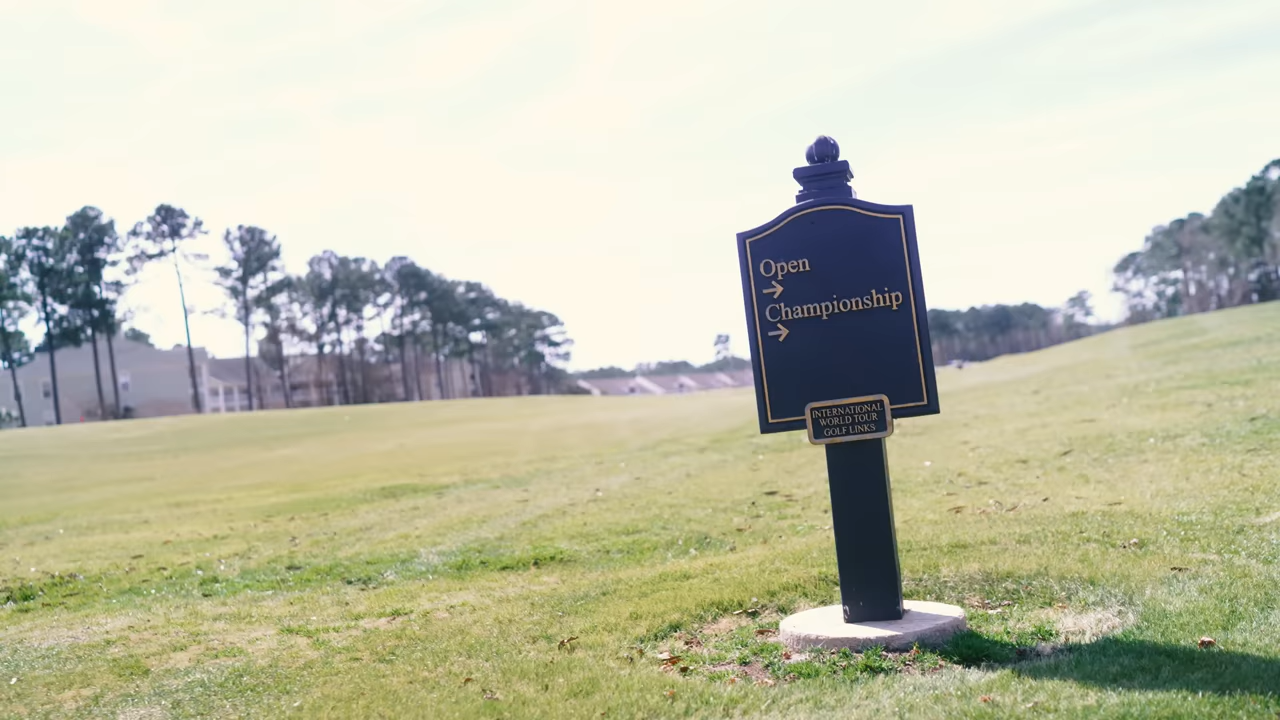 Open
→
Championship
→
INTERNATIONAL
WORLD TOUR
GOLF LINKS